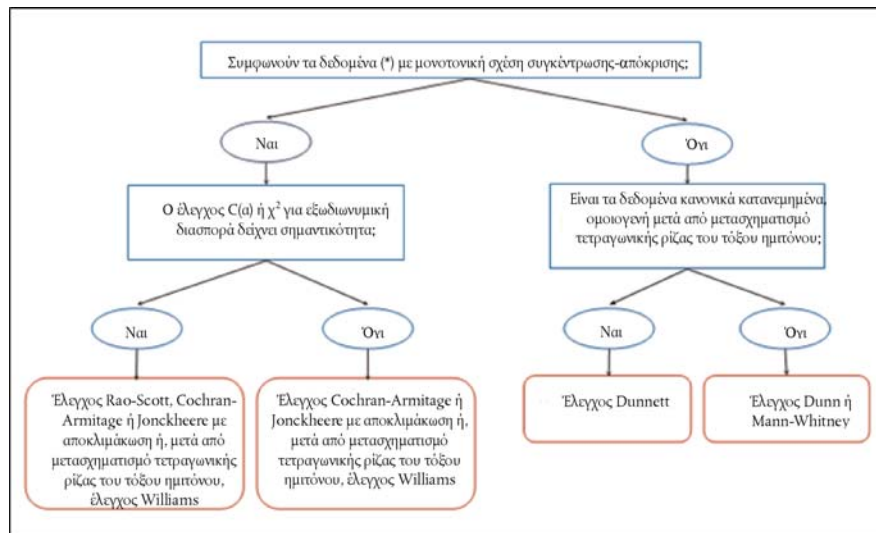 Συμφωνούν τα δεδομένα (*) με μονοτονική σχέση συγκέντρωσης-απόκρισης;
Ναι
Όχι
Ο έλεγχος C(α) ή χ² για εξωδιωνυμική
διασπορά δείχνει σημαντικότητα;
Είναι τα δεδομένα κανονικά κατανεμημένα,
ομοιογενή μετά από μετασχηματισμό
τετραγωνικής ρίζας του τόξου ημιτόνου;
Ναι
Όχι
Ναι
Όχι
Έλεγχος Rao-Scott, Cochran-
Armitage ή Jonckheere με
αποκλιμάκωση ή, μετά από
μετασχηματισμό τετραγωνικής
ρίζας του τόξου ημιτόνου,
έλεγχος Williams
Έλεγχος Cochran-Armitage ή
Jonckheere με αποκλιμάκωση ή,
μετά από μετασχηματισμό
τετραγωνικής ρίζας του τόξου
ημιτόνου, έλεγχος Williams
Έλεγχος Dunnett
Έλεγχος Dunn ή
Mann-Whitney